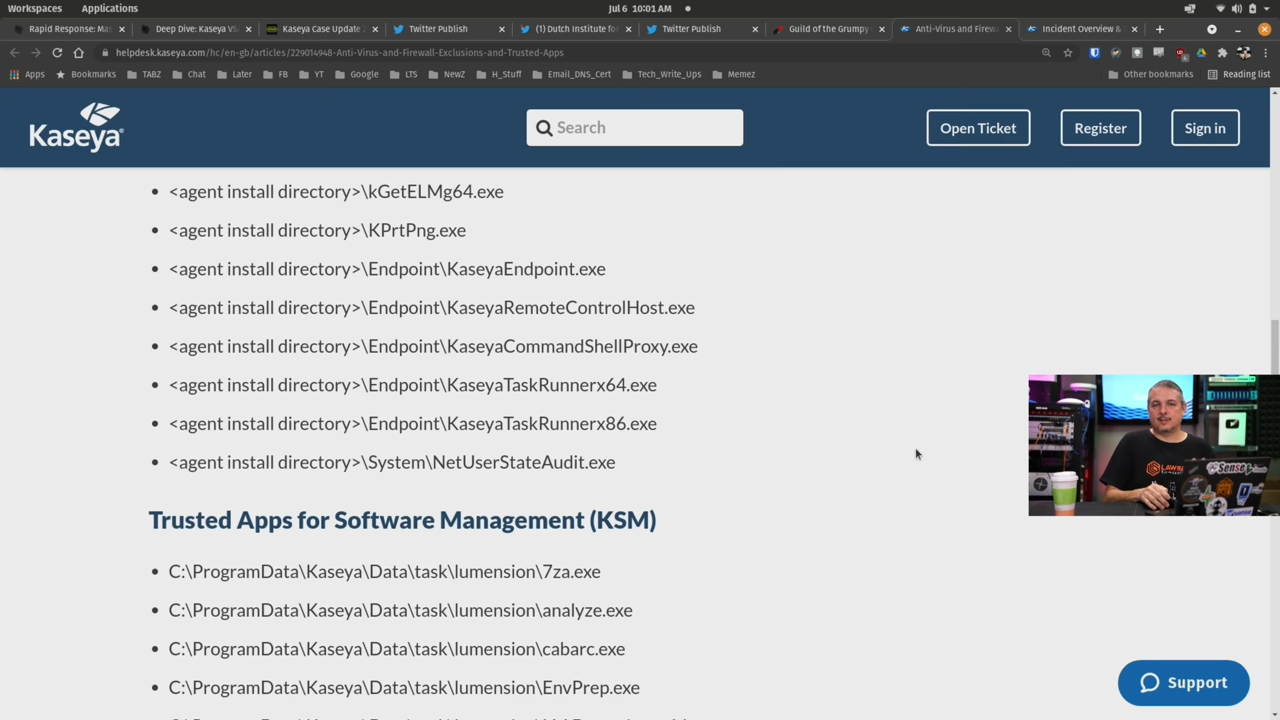 Workspaces Applications Jul 6 10:01 AM
Rapid Response: Mas Deep Dive: Kaseya VS Kaseya Case Update 2 Twitter Publish (1) Dutch Institute for Twitter Publish Guild of the Grumpy Anti-Virus and Firewa Incident Overview &
helpdesk.kaseya.com/hc/en-gb/articles/229014948-Anti-Virus-and-Firewall-Exclusions-and-Trusted-Apps
Apps Bookmarks TABZ Chat Later FB YT Google LTS NewZ H_Stuff Email_DNS_Cert Tech_Write_Ups Memez Other bookmarks Reading list
Kaseya Search Open Ticket Register Sign in
• <agent install directory>\kGetELMg64.exe
• <agent install directory>\KPrtPng.exe
• <agent install directory>\Endpoint\KaseyaEndpoint.exe
• <agent install directory>\Endpoint\KaseyaRemoteControlHost.exe
• <agent install directory>\Endpoint\KaseyaCommandShellProxy.exe
• <agent install directory>\Endpoint\KaseyaTaskRunnerx64.exe
• <agent install directory>\Endpoint\KaseyaTaskRunnerx86.exe
• <agent install directory>\System\NetUserStateAudit.exe
Trusted Apps for Software Management (KSM)
• C:\ProgramData\Kaseya\Data\task\lumension\7za.exe
• C:\ProgramData\Kaseya\Data\task\lumension\analyze.exe
• C:\ProgramData\Kaseya\Data\task\lumension\cabarc.exe
• C:\ProgramData\Kaseya\Data\task\lumension\EnvPrep.exe
Support